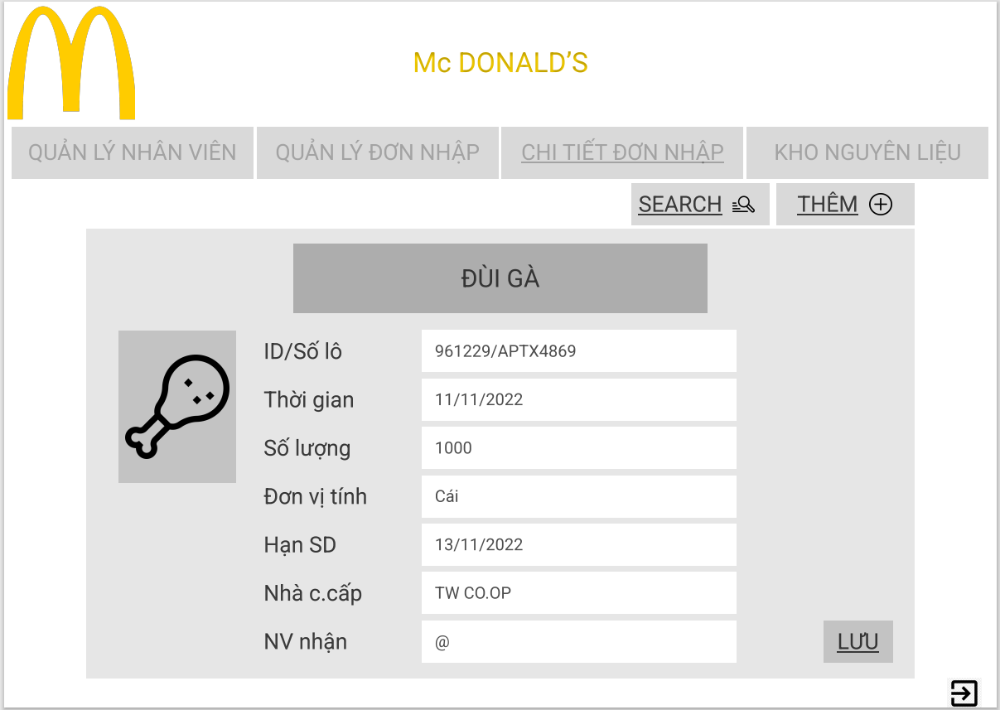 Mc DONALD’S
QUẢN LÝ NHÂN VIÊN
QUẢN LÝ ĐƠN NHẬP
CHI TIẾT ĐƠN NHẬP
KHO NGUYÊN LIỆU
SEARCH
THÊM
ĐÙI GÀ
ID/Số lô
961229/APTX4869
Thời gian
11/11/2022
Số lượng
1000
Đơn vị tính
Cái
Hạn SD
13/11/2022
Nhà c.cấp
TW CO.OP
NV nhận
@
LƯU